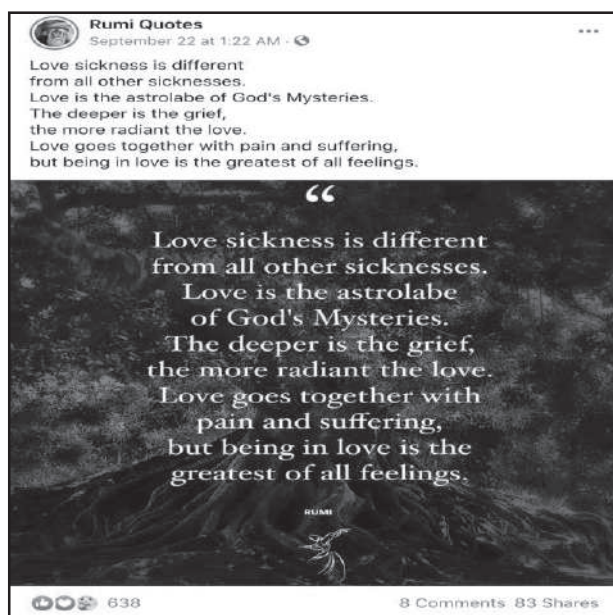 Rumi Quotes
September 22 at 1:22 AM ·
Love sickness is different
from all other sicknesses.
Love is the astrolabe of God's Mysteries.
The deeper is the grief,
the more radiant the love.
Love goes together with pain and suffering,
but being in love is the greatest of all feelings.
“
Love sickness is different
from all other sicknesses.
Love is the astrolabe
of God's Mysteries.
The deeper is the grief,
the more radiant the love.
Love goes together with
pain and suffering,
but being in love is the
greatest of all feelings.
RUMI
638
8 Comments 83 Shares